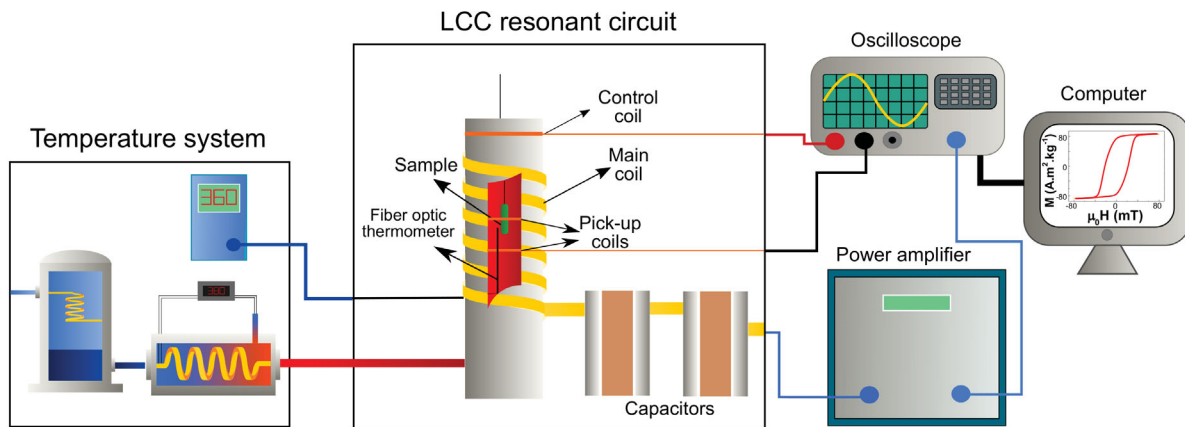 LCC resonant circuit
Oscilloscope
Computer
Control
coil
Temperature system
Sample
Main
coil
Fiber optic
thermometer
Pick-up
coils
360
380
Power amplifier
Capacitors
M (A.m².kg⁻¹)
80
0
-80
-80 0 80
μ₀H (mT)